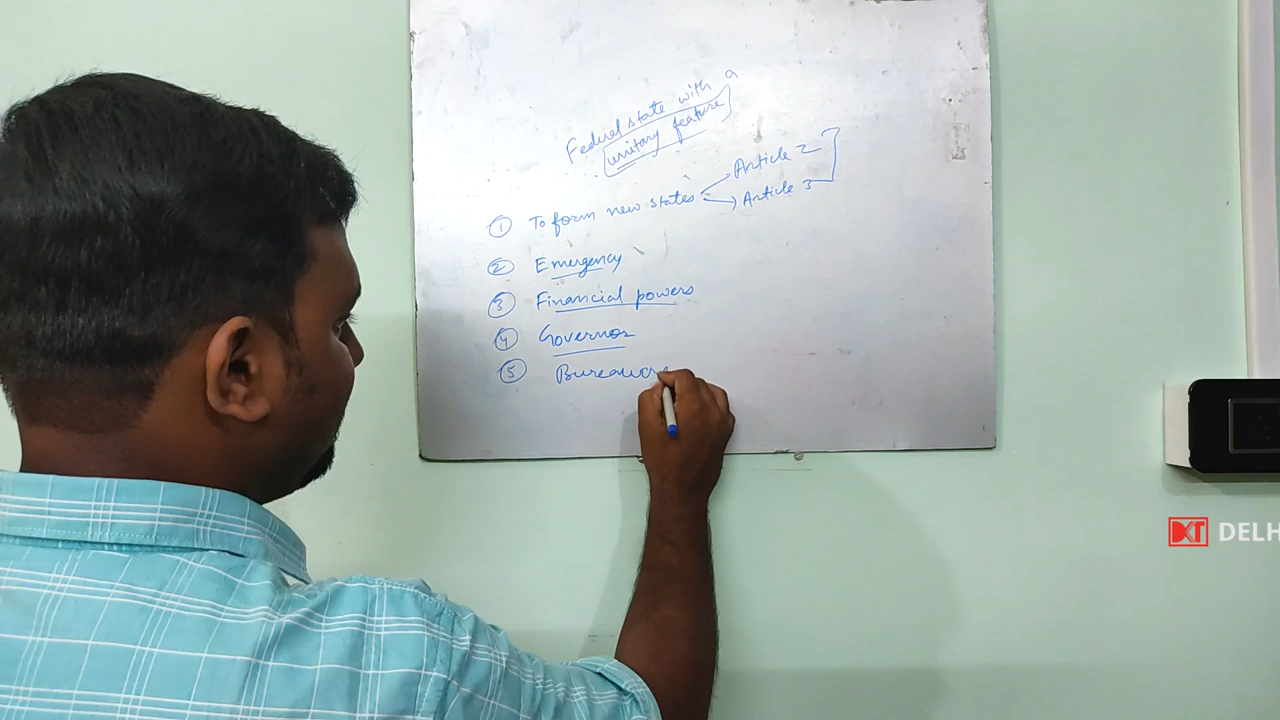 Federal state with a
unitary feature
① To form new states Article 2
Article 3
② Emergency
③ Financial powers
④ Governor
⑤
DKT DELH